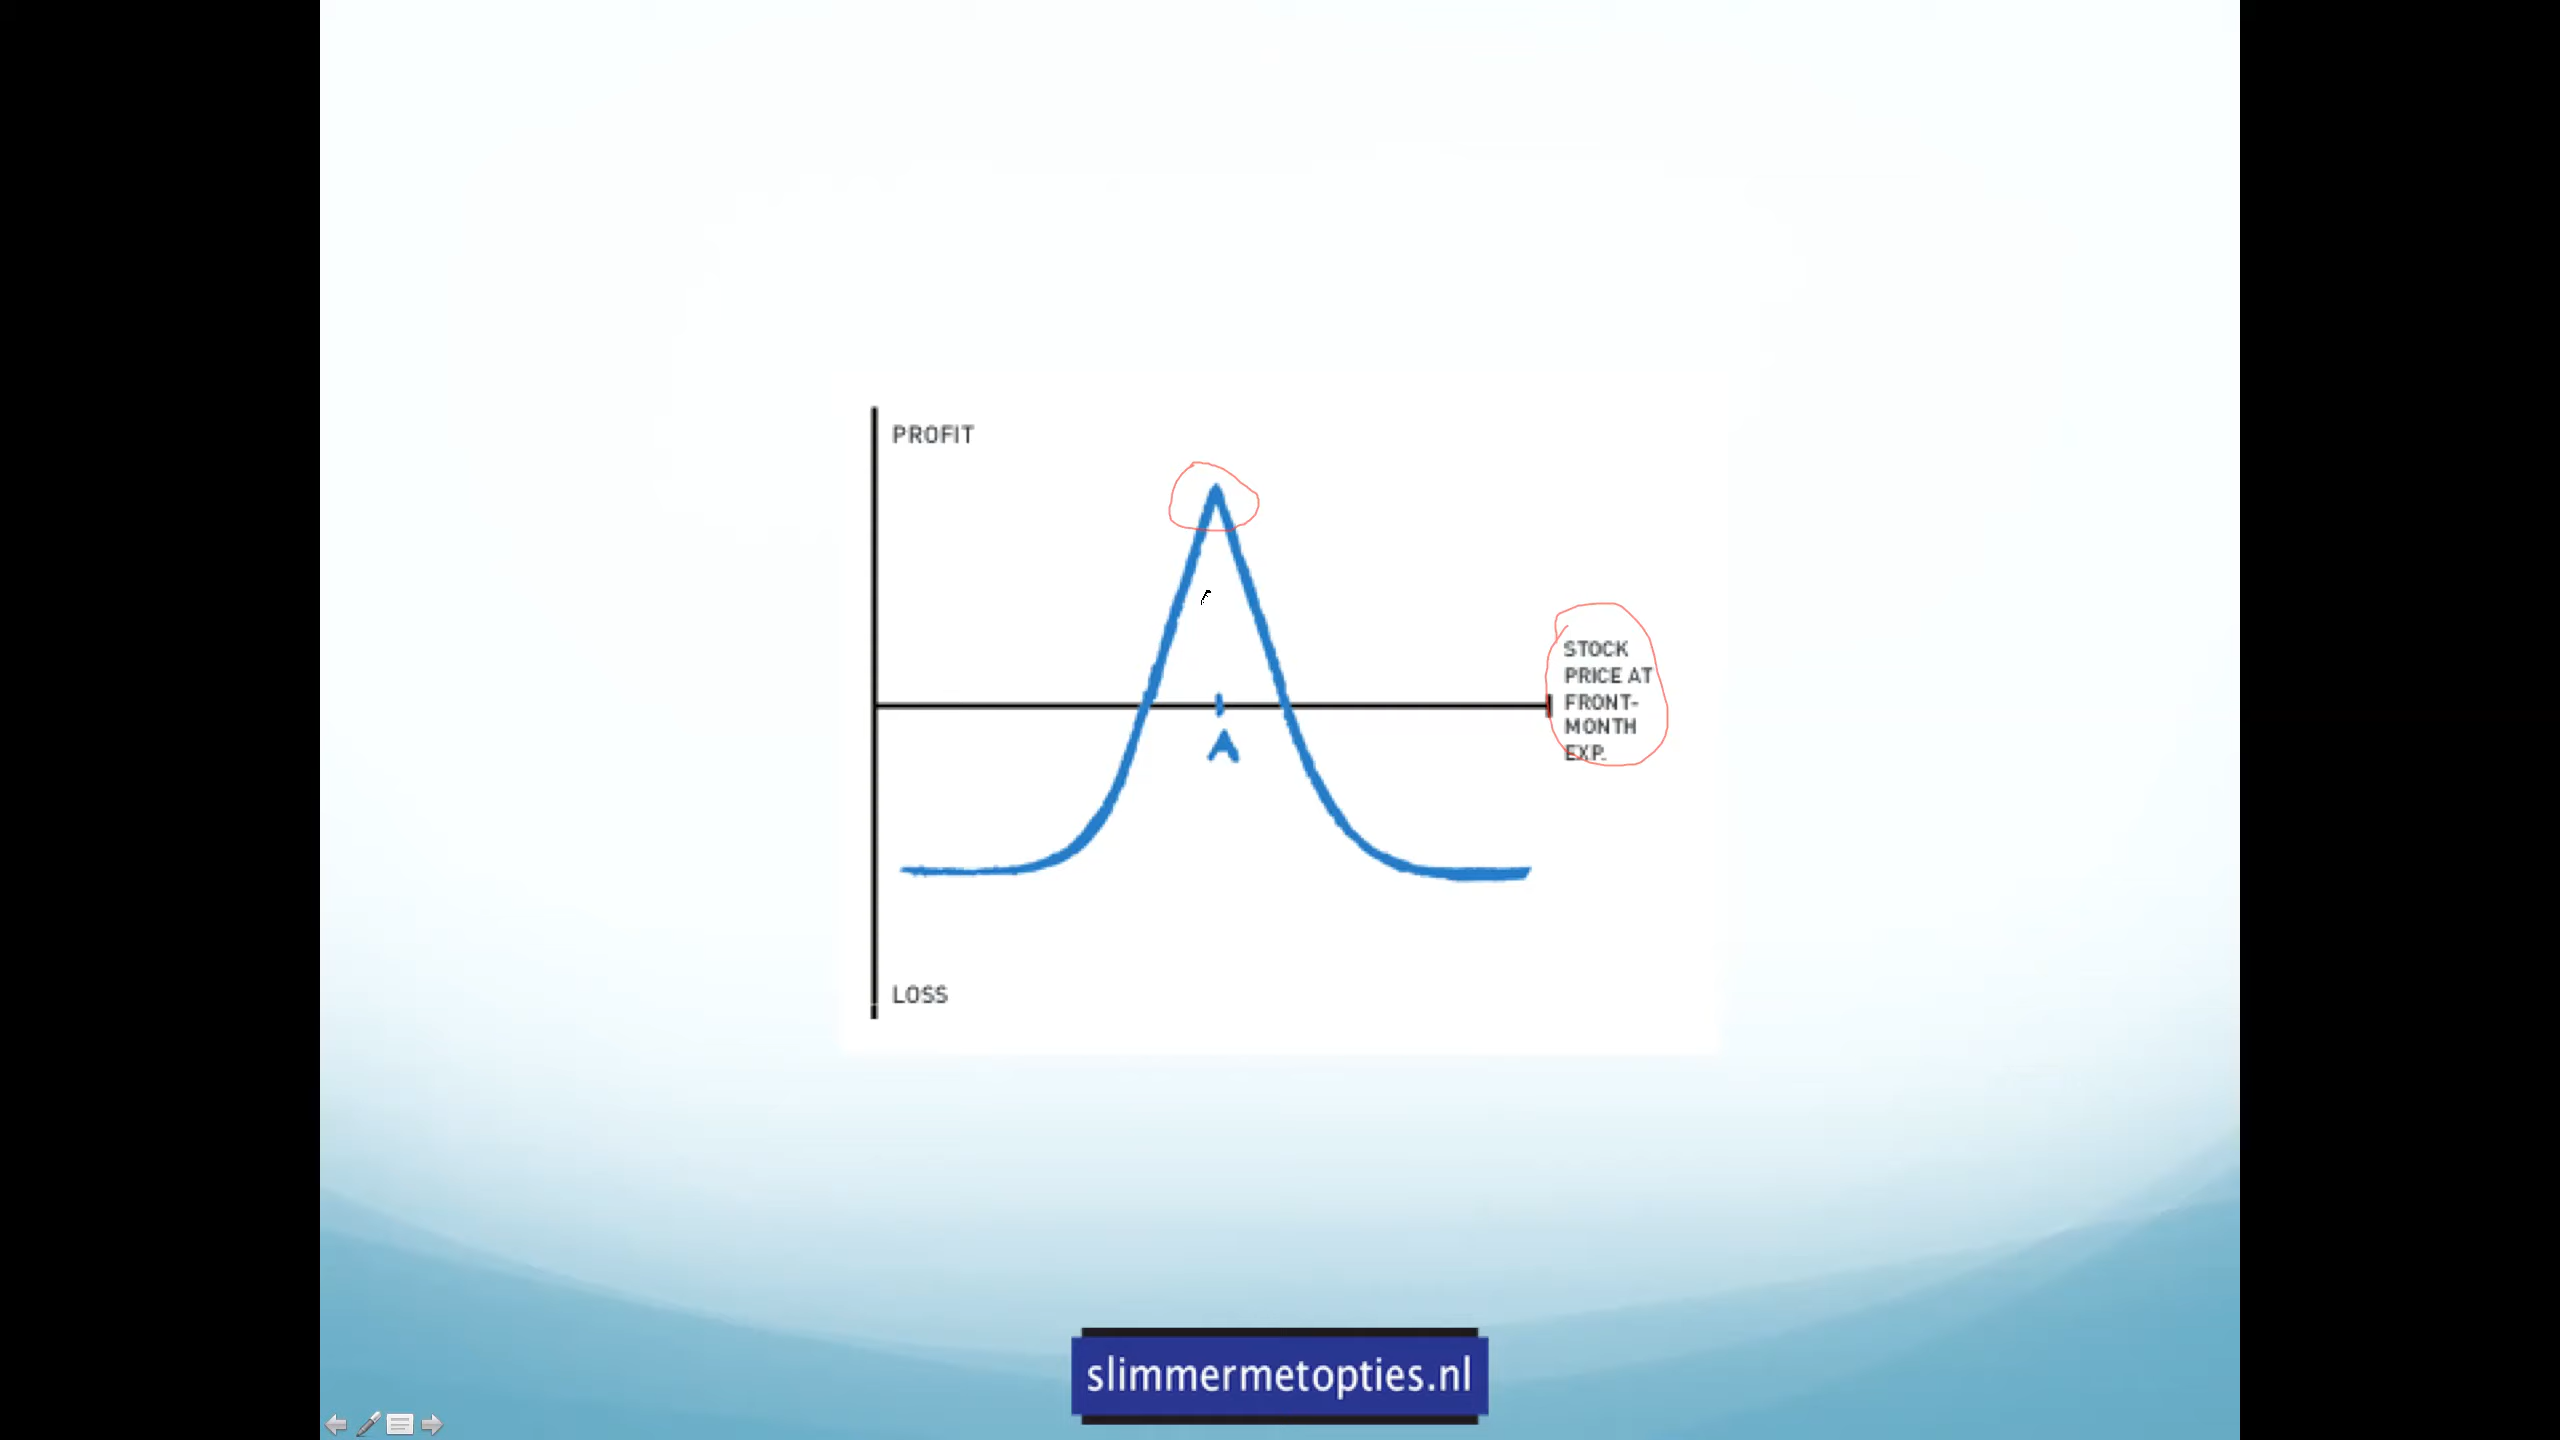 PROFIT
STOCK
PRICE AT
FRONT-
MONTH
EXP.
A
LOSS
slimmermetopties.nl